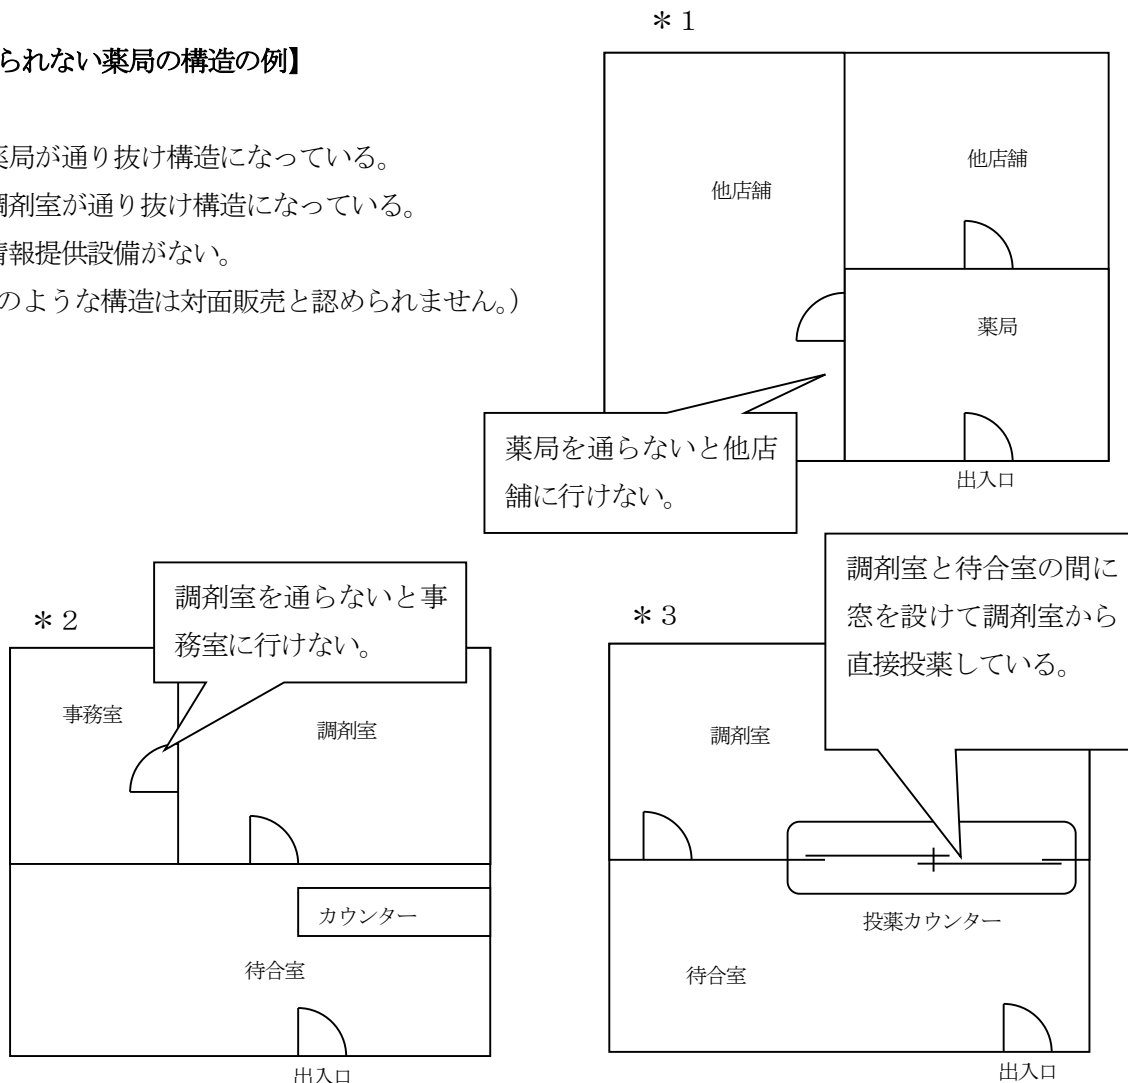 ＊１
られない薬局の構造の例】
薬局が通り抜け構造になっている。
調剤室が通り抜け構造になっている。
情報提供設備がない。
のような構造は対面販売と認められません。）
他店舗
他店舗
薬局
薬局を通らないと他店
舗に行けない。
出入口
＊２
調剤室を通らないと事
務室に行けない。
事務室
調剤室
カウンター
待合室
出入口
＊３
調剤室と待合室の間に
窓を設けて調剤室から
直接投薬している。
調剤室
投薬カウンター
待合室
出入口